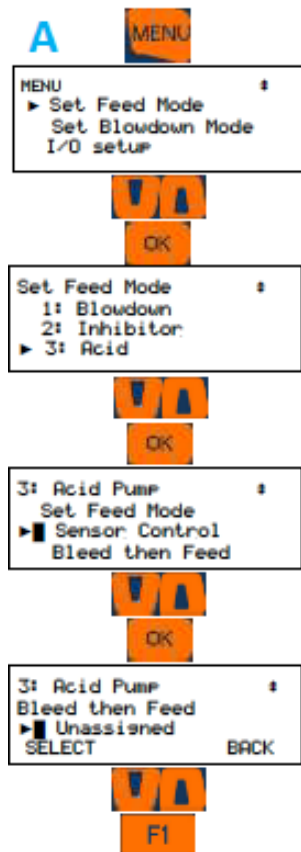 A
MENU
MENU
Set Feed Mode
Set Blowdown Mode
I/O setup
OK
Set Feed Mode
1: Blowdown
2: Inhibitor
3: Acid
OK
3: Acid Pump
Set Feed Mode
Sensor Control
Bleed then Feed
OK
3: Acid Pump
Bleed then Feed
Unassigned
SELECT BACK
F1